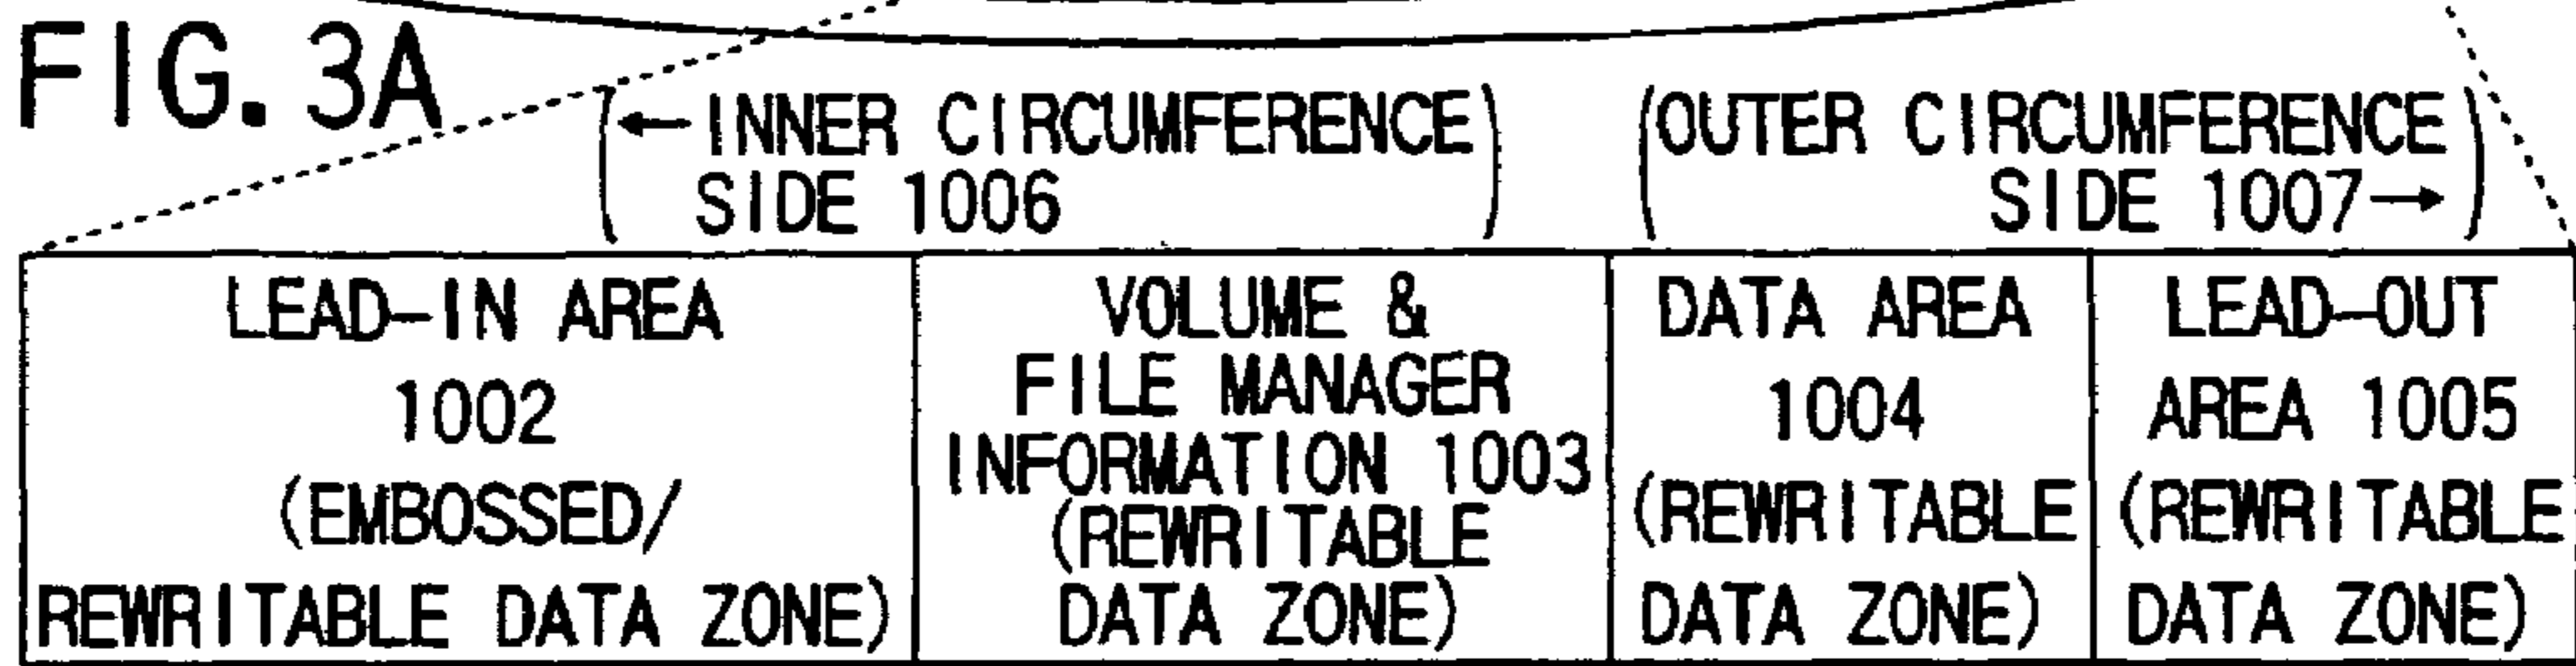 FIG. 3A
(← INNER CIRCUMFERENCE
SIDE 1006)
(OUTER CIRCUMFERENCE
SIDE 1007→)
LEAD-IN AREA
1002
(EMBOSSED/
REWRITABLE DATA ZONE)
VOLUME &
FILE MANAGER
INFORMATION 1003
(REWRITABLE
DATA ZONE)
DATA AREA
1004
(REWRITABLE
DATA ZONE)
LEAD-OUT
AREA 1005
(REWRITABLE
DATA ZONE)